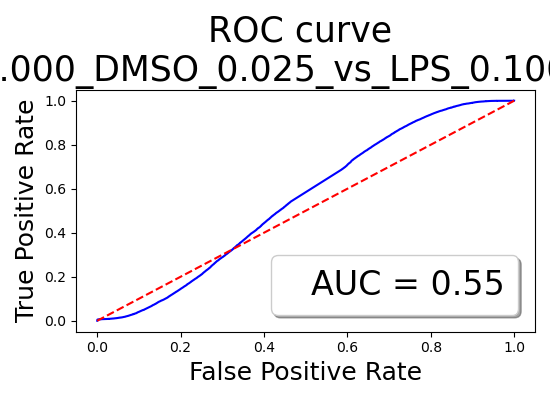 ROC curve
.000_DMSO_0.025_vs_LPS_0.100
True Positive Rate
1.0
0.8
0.6
0.4
0.2
0.0
AUC = 0.55
0.0 0.2 0.4 0.6 0.8 1.0
False Positive Rate